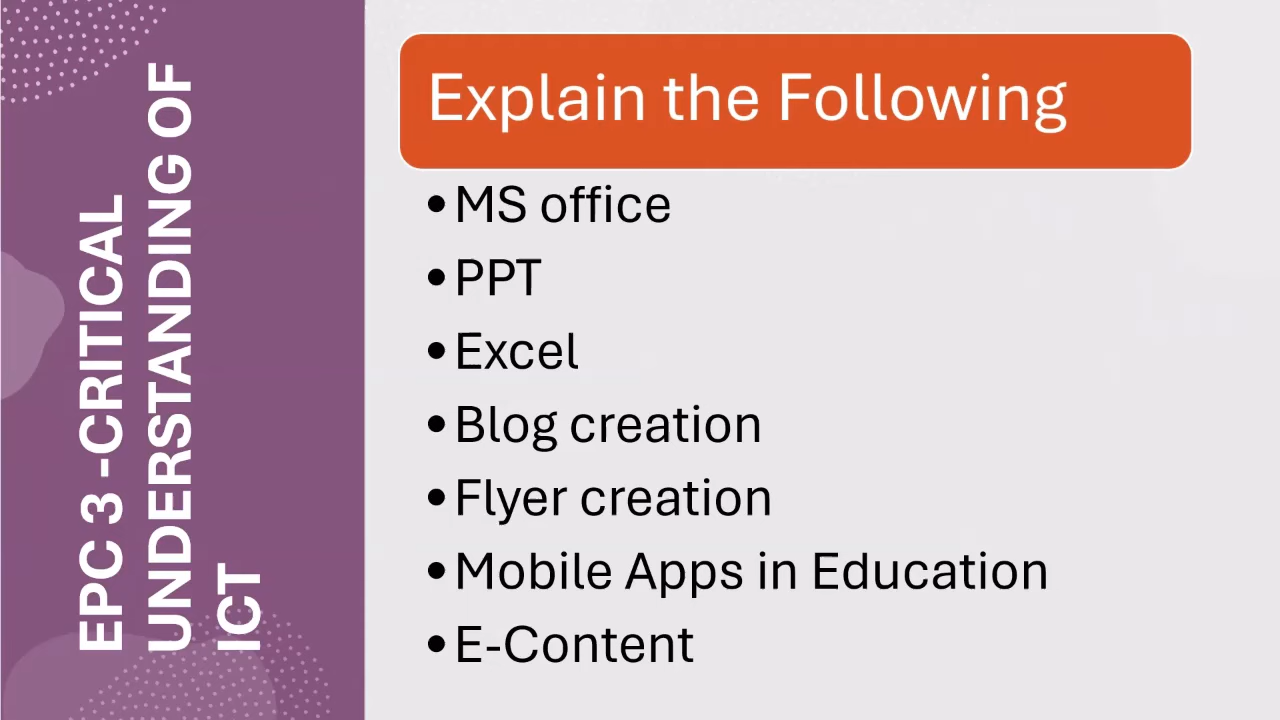 EPC 3 -CRITICAL
UNDERSTANDING OF
ICT
Explain the Following
•MS office
•PPT
•Excel
•Blog creation
•Flyer creation
•Mobile Apps in Education
•E-Content